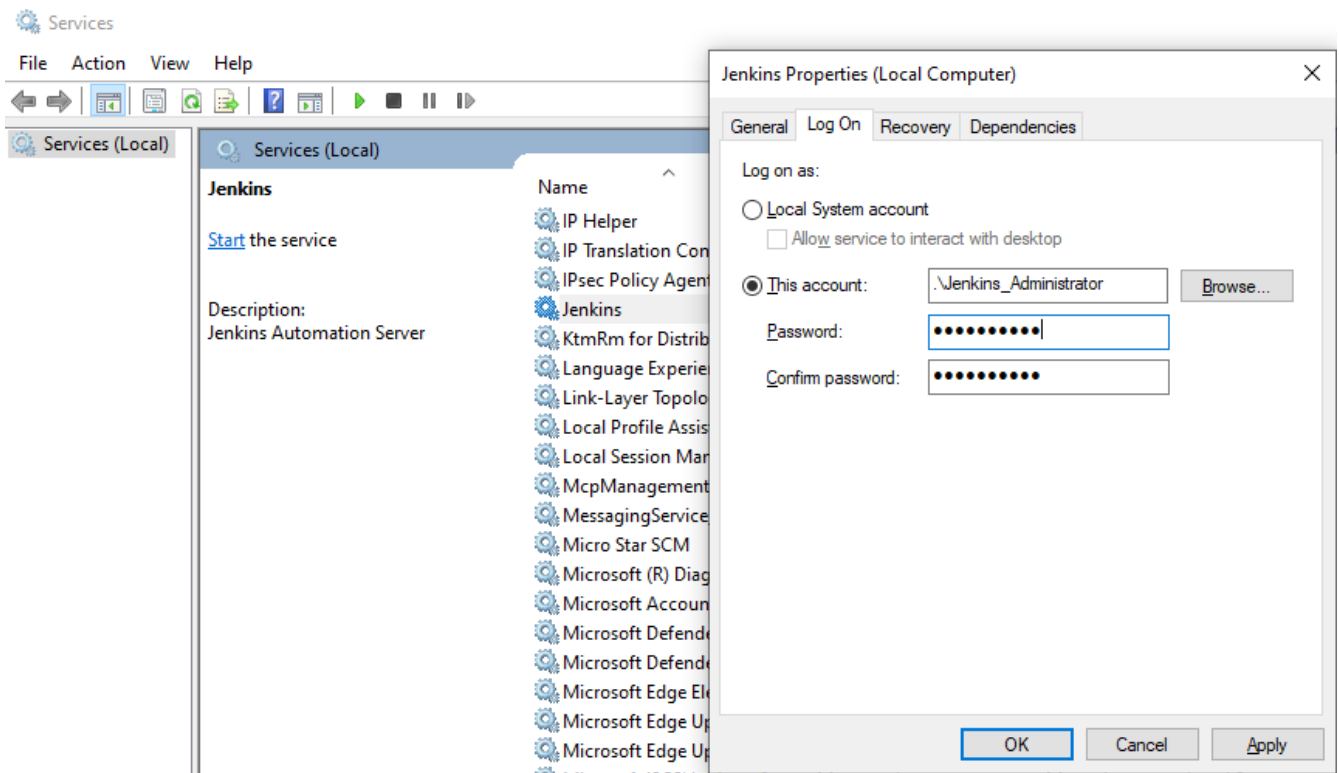 Services
File Action View Help
Services (Local)
Services (Local)
Jenkins
Start the service
Description:
Jenkins Automation Server
Name
IP Helper
IP Translation Con
IPsec Policy Agent
Jenkins
KtmRm for Distrib
Language Experie
Link-Layer Topolo
Local Profile Assis
Local Session Mar
McpManagement
MessagingService
Micro Star SCM
Microsoft (R) Diag
Microsoft Accoun
Microsoft Defende
Microsoft Defende
Microsoft Edge Ele
Microsoft Edge Up
Microsoft Edge Up
Jenkins Properties (Local Computer)
General Log On Recovery Dependencies
Log on as:
Local System account
Allow service to interact with desktop
This account: .\Jenkins_Administrator Browse...
Password: ●●●●●●●●●●
Confirm password: ●●●●●●●●●●
OK Cancel Apply